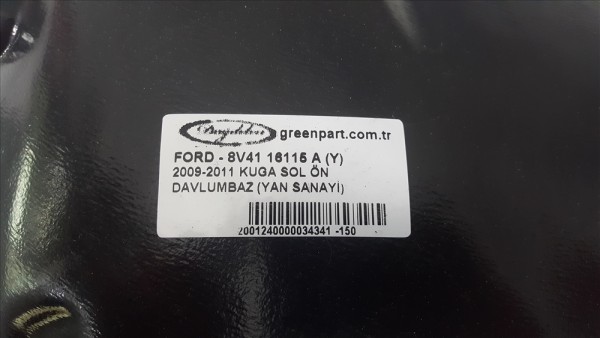 greenpart.com.tr
FORD - 8V41 16115 A (Y)
2009-2011 KUGA SOL ÖN
DAVLUMBAZ (YAN SANAYİ)
2001240000034341 -150